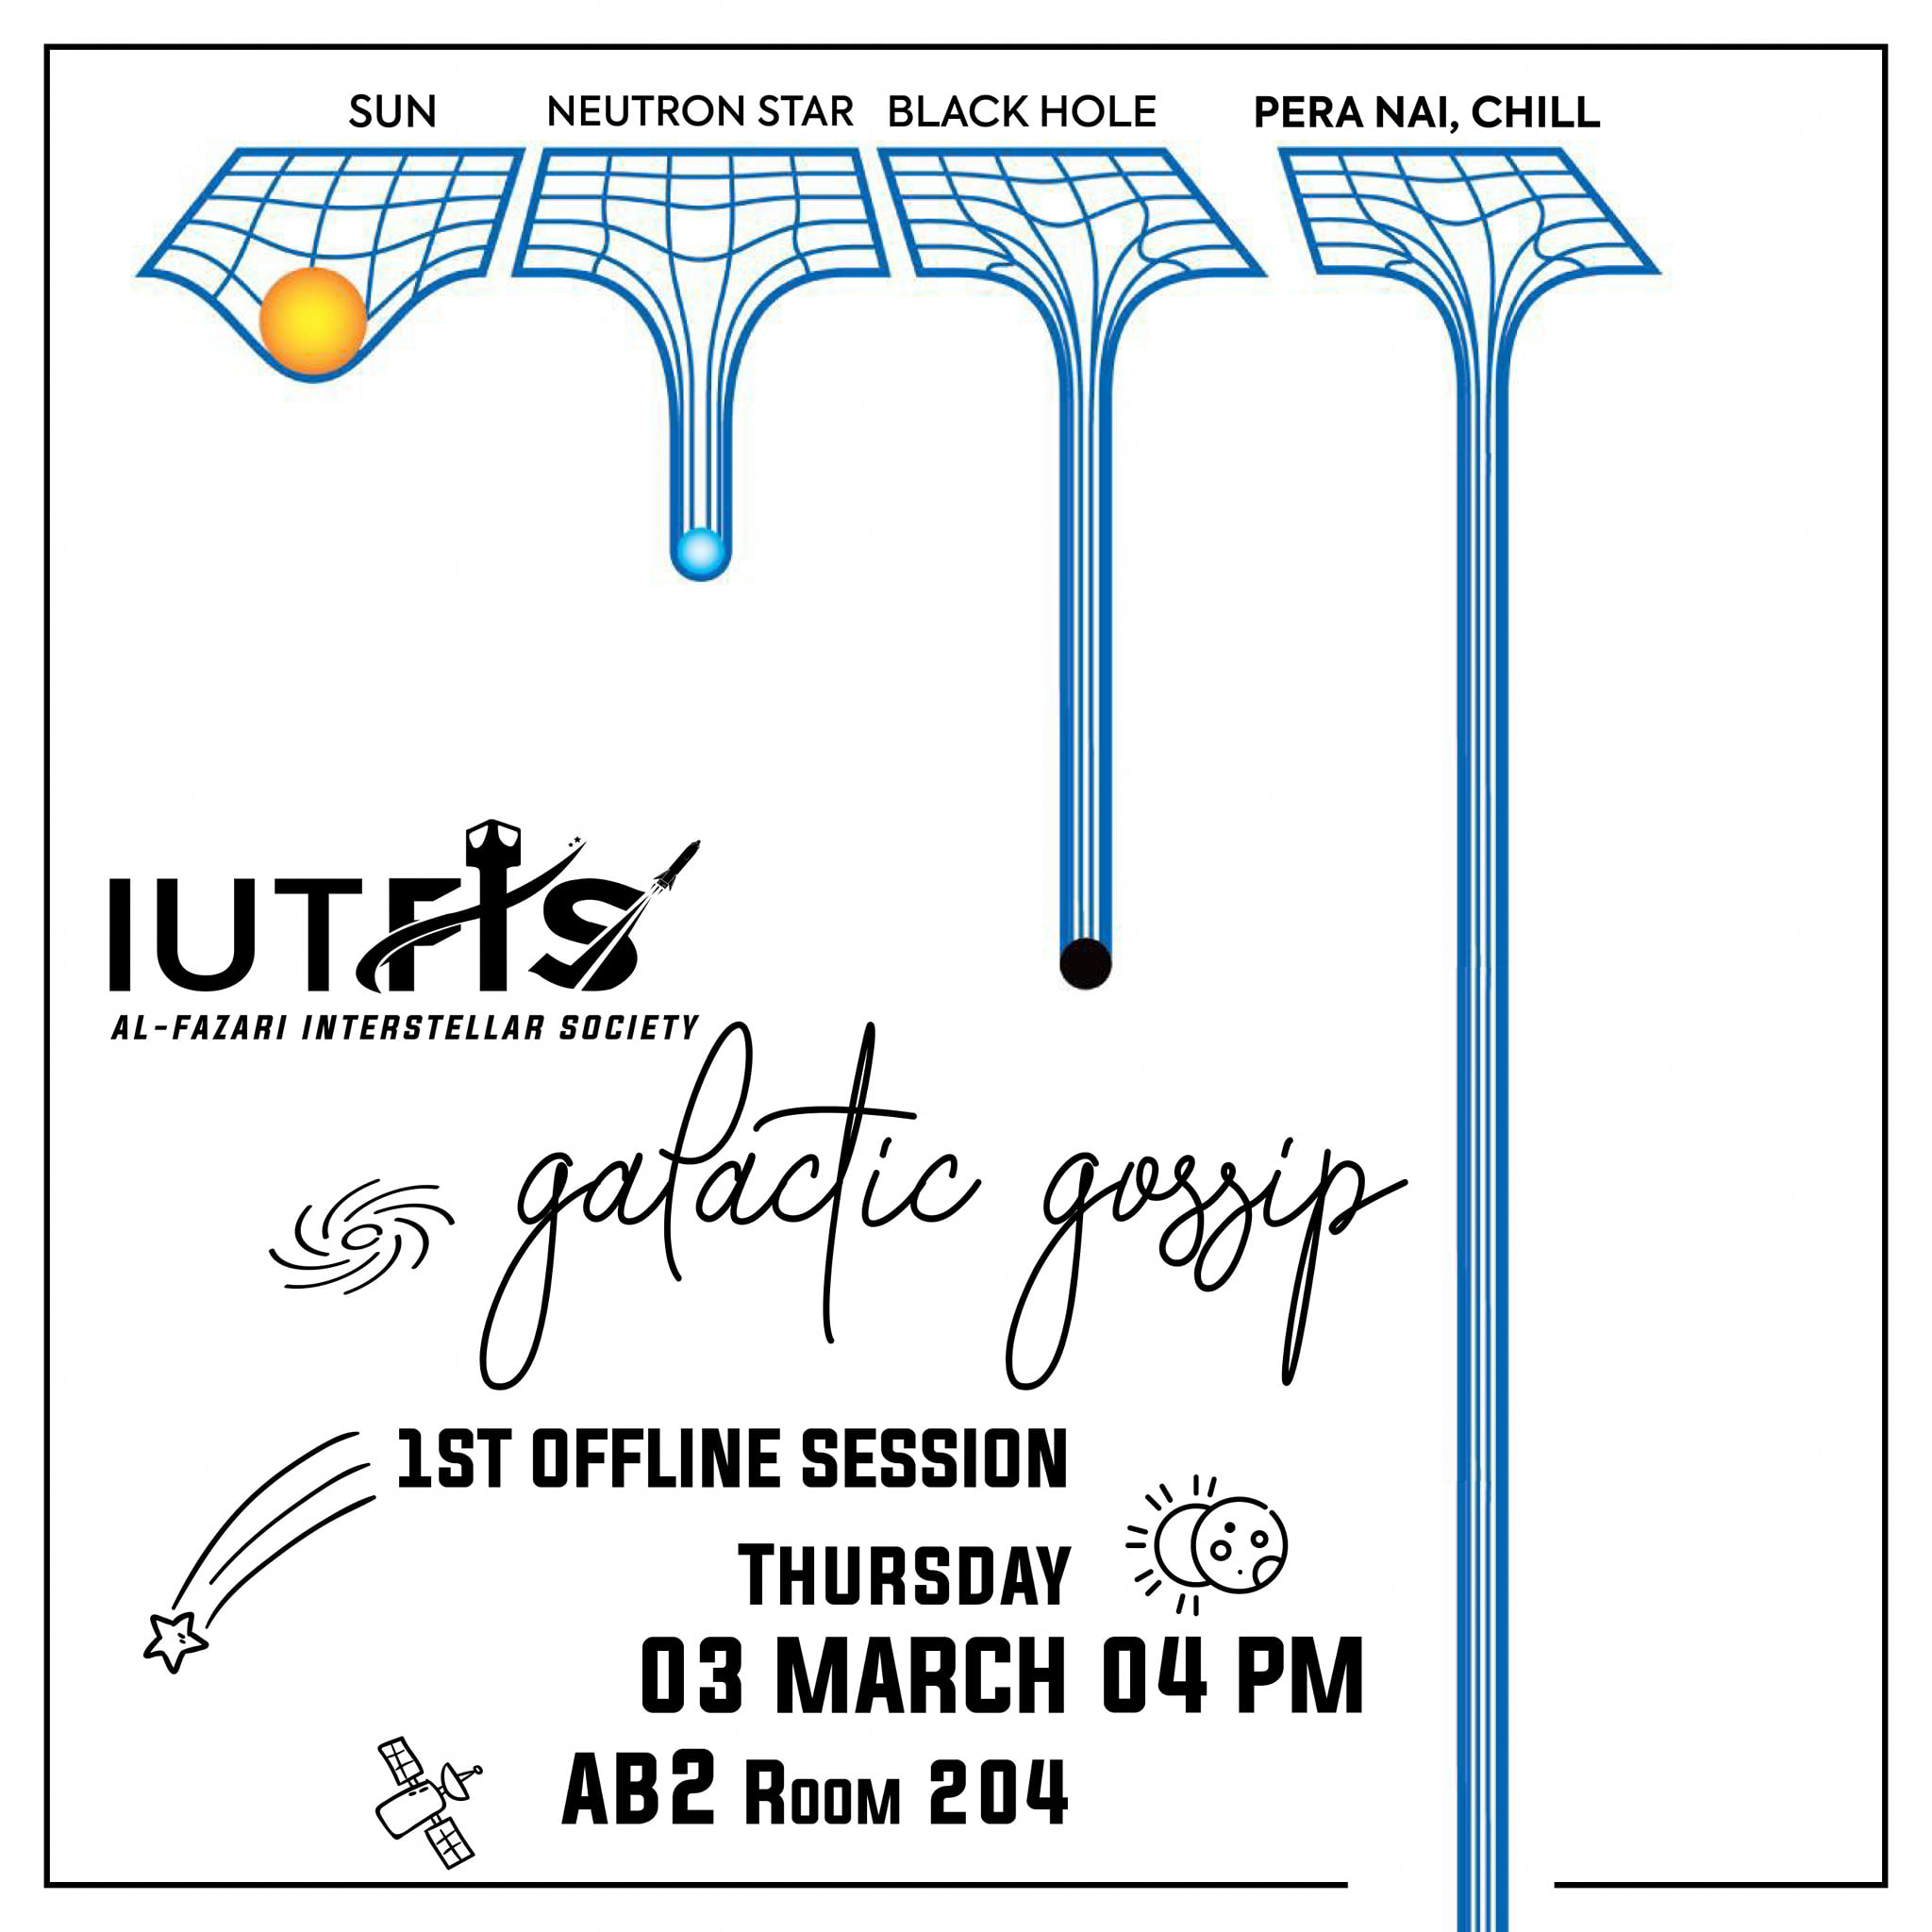 SUN NEUTRON STAR BLACK HOLE PERA NAI, CHILL
IUTFIS
AL-FAZARI INTERSTELLAR SOCIETY
galactic gossip
1ST OFFLINE SESSION
THURSDAY
03 MARCH 04 PM
AB2 ROOM 204